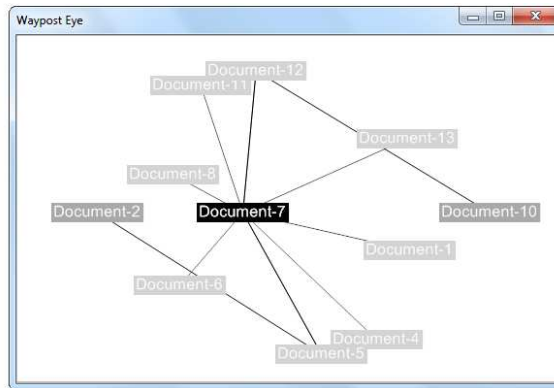 Waypost Eye
Document-12
Document-11
Document-13
Document-8
Document-2
Document-7
Document-10
Document-1
Document-6
Document-4
Document-5